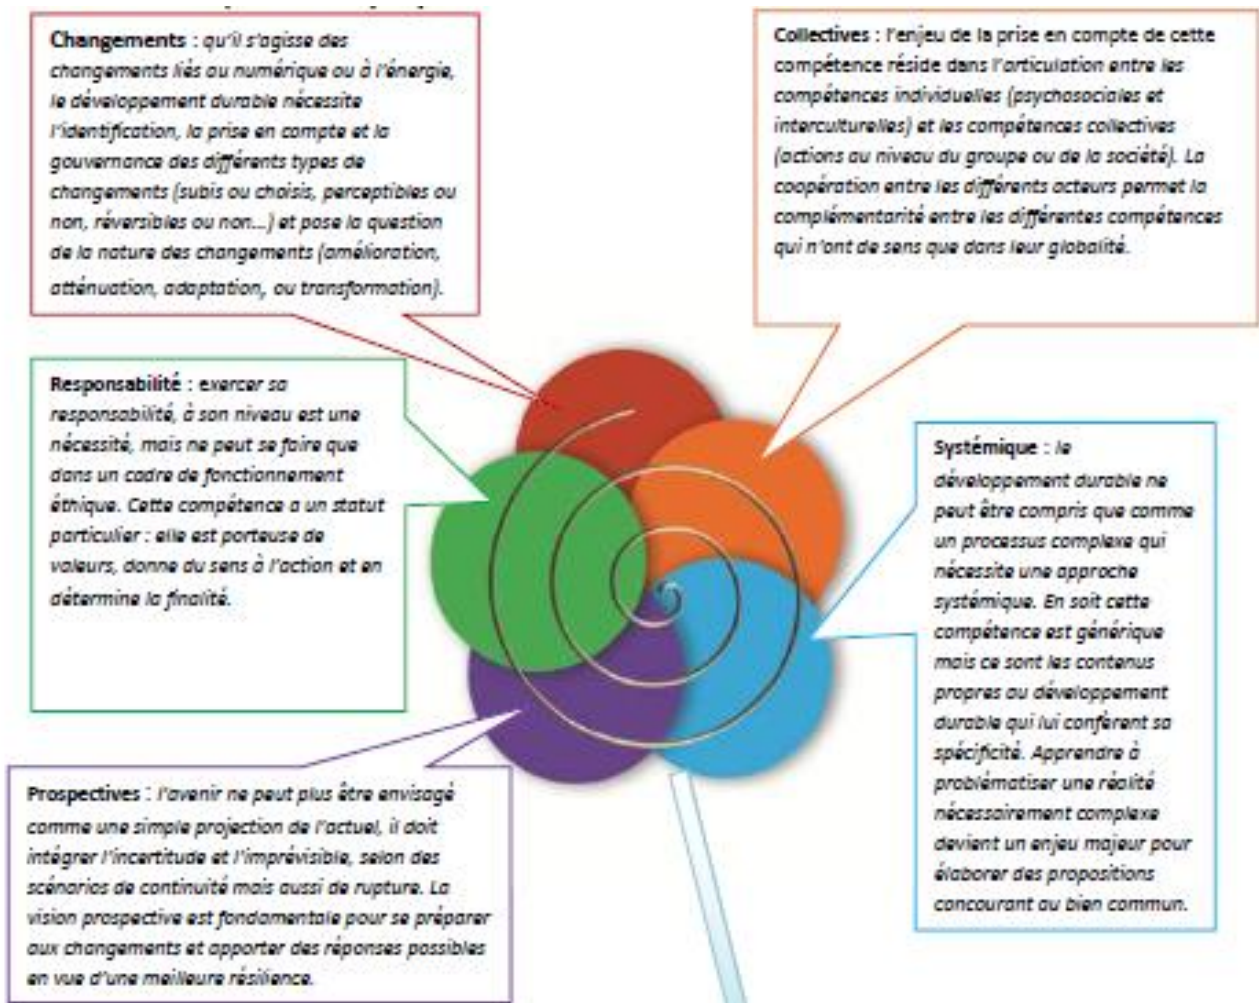 Changements : qu'il s'agisse des
changements liés au numérique ou à l'énergie,
le développement durable nécessite
l'identification, la prise en compte et la
gouvernance des différents types de
changements (subis ou choisis, perceptibles ou
non, réversibles ou non...) et pose la question
de la nature des changements (amélioration,
atténuation, adaptation, ou transformation).
Collectives : l'enjeu de la prise en compte de cette
compétence réside dans l'articulation entre les
compétences individuelles (psychosociales et
interculturelles) et les compétences collectives
(actions au niveau du groupe ou de la société). La
coopération entre les différents acteurs permet la
complémentarité entre les différentes compétences
qui n'ont de sens que dans leur globalité.
Responsabilité : exercer sa
responsabilité, à son niveau est une
nécessité, mais ne peut se faire que
dans un cadre de fonctionnement
éthique. Cette compétence a un statut
particulier : elle est porteuse de
valeurs, donne du sens à l'action et en
détermine la finalité.
Systémique : le
développement durable ne
peut être compris que comme
un processus complexe qui
nécessite une approche
systémique. En soit cette
compétence est générique
mais ce sont les contenus
propres au développement
durable qui lui confèrent sa
spécificité. Apprendre à
problématiser une réalité
nécessairement complexe
devient un enjeu majeur pour
élaborer des propositions
concourant au bien commun.
Prospectives : l'avenir ne peut plus être envisagé
comme une simple projection de l'actuel, il doit
intégrer l'incertitude et l'imprévisible, selon des
scénarios de continuité mais aussi de rupture. La
vision prospective est fondamentale pour se préparer
aux changements et apporter des réponses possibles
en vue d'une meilleure résilience.